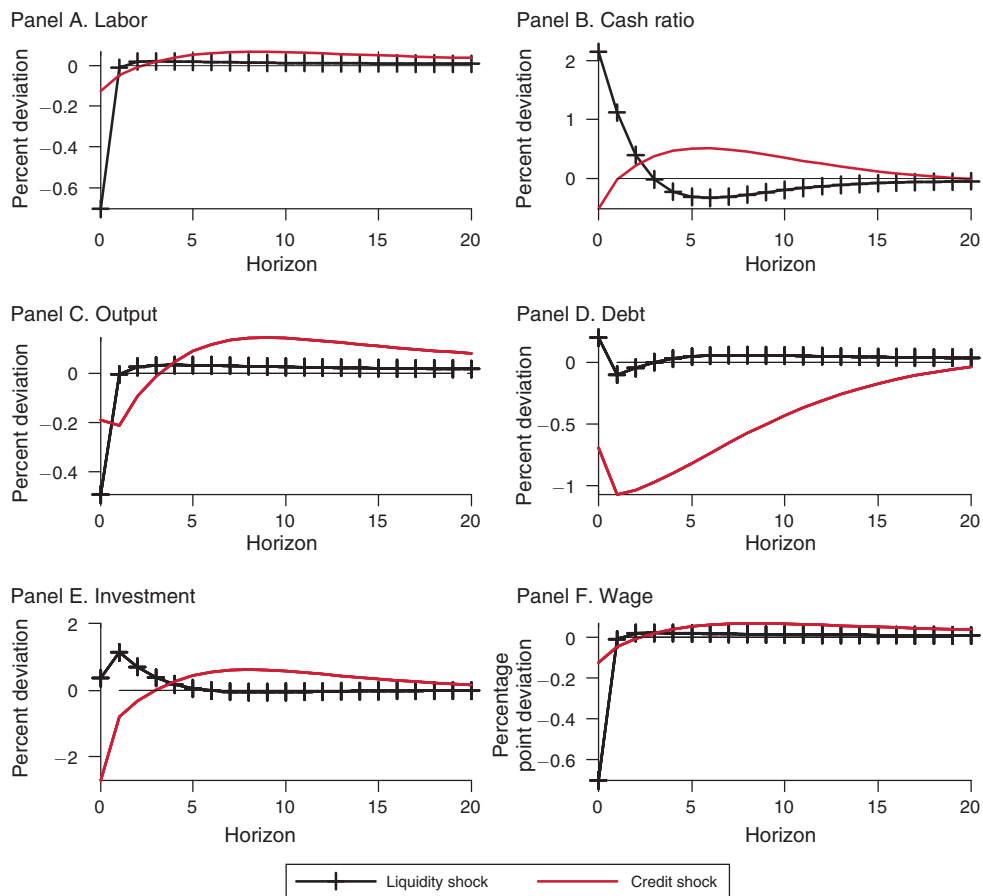 Panel A. Labor
Percent deviation
0
−0.2
−0.4
−0.6
0 5 10 15 20
Horizon
Panel B. Cash ratio
Percent deviation
2
1
0
0 5 10 15 20
Horizon
Panel C. Output
Percent deviation
0
−0.2
−0.4
0 5 10 15 20
Horizon
Panel D. Debt
Percent deviation
0
−0.5
−1
0 5 10 15 20
Horizon
Panel E. Investment
Percent deviation
2
0
−2
0 5 10 15 20
Horizon
Panel F. Wage
Percentage
point deviation
0
−0.2
−0.4
−0.6
0 5 10 15 20
Horizon
Liquidity shock
Credit shock